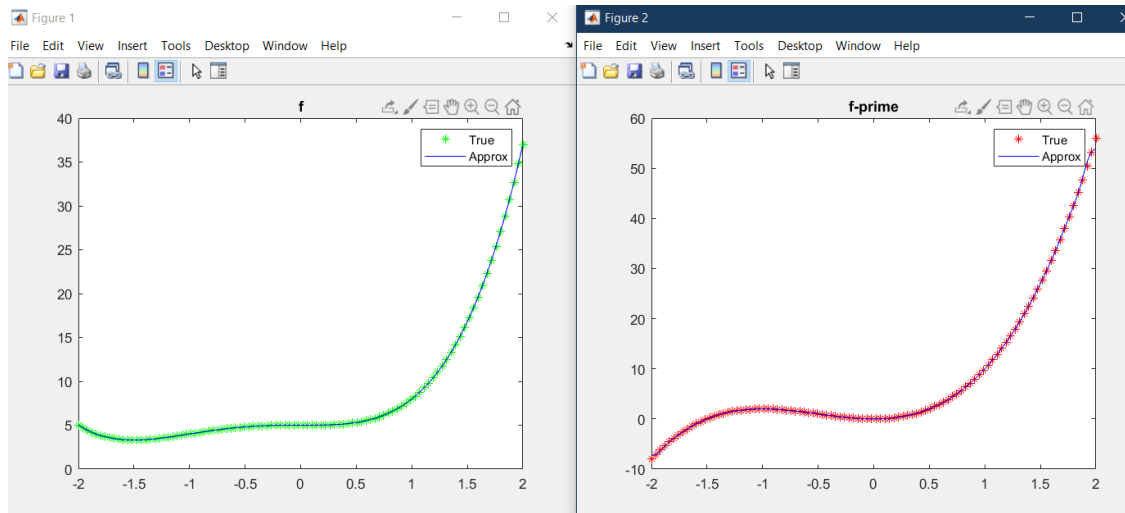 Figure 1
File Edit View Insert Tools Desktop Window Help
f
True
Approx
40
35
30
25
20
15
10
5
0
-2 -1.5 -1 -0.5 0 0.5 1 1.5 2
Figure 2
File Edit View Insert Tools Desktop Window Help
f-prime
True
Approx
60
50
40
30
20
10
0
-10
-2 -1.5 -1 -0.5 0 0.5 1 1.5 2